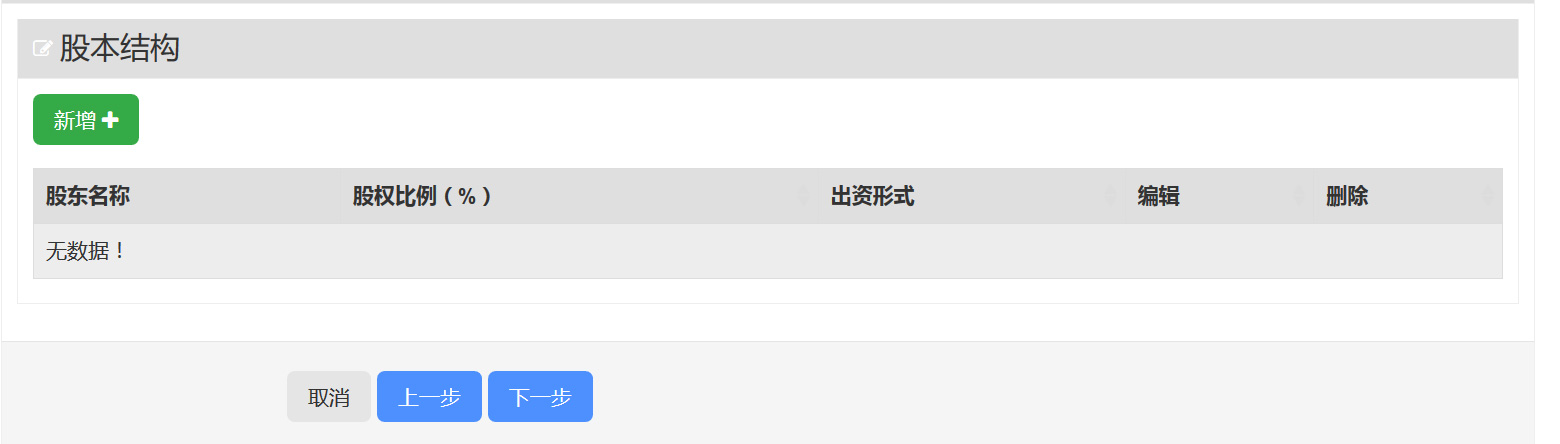 股本结构
新增
股东名称 股权比例（%） 出资形式 编辑 删除
无数据！
取消 上一步 下一步